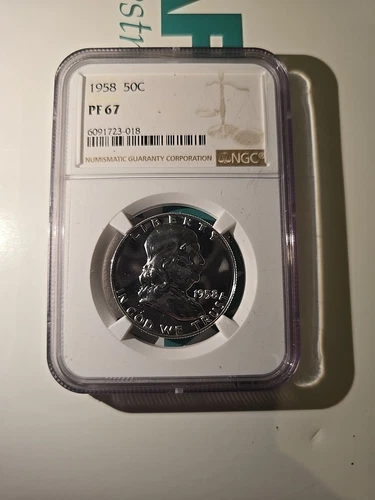 1958 50C
PF 67
6091723-018
NUMISMATIC GUARANTY CORPORATION
NGC®
LIBERTY
1958
IN GOD WE TRUST